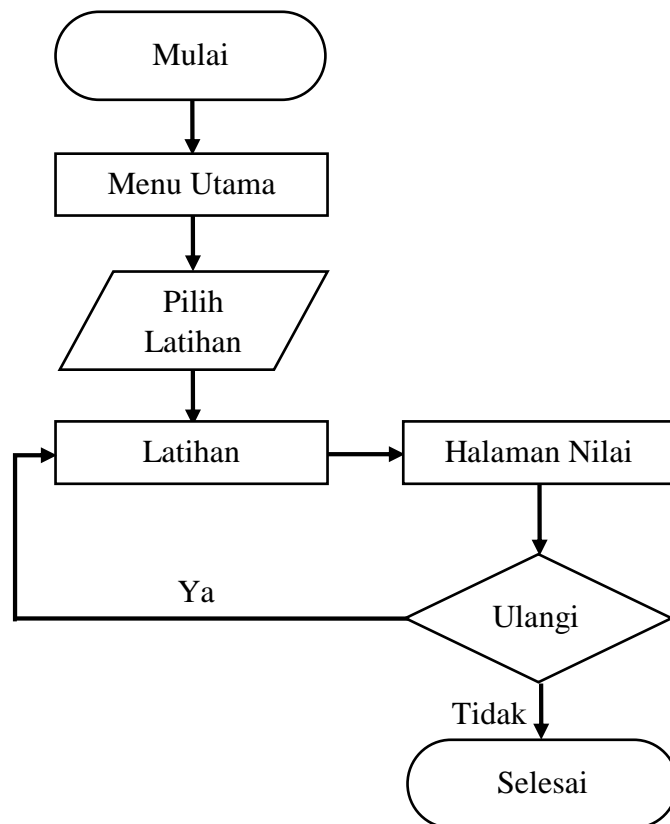 Mulai
Menu Utama
Pilih
Latihan
Latihan
Halaman Nilai
Ya
Ulangi
Tidak
Selesai